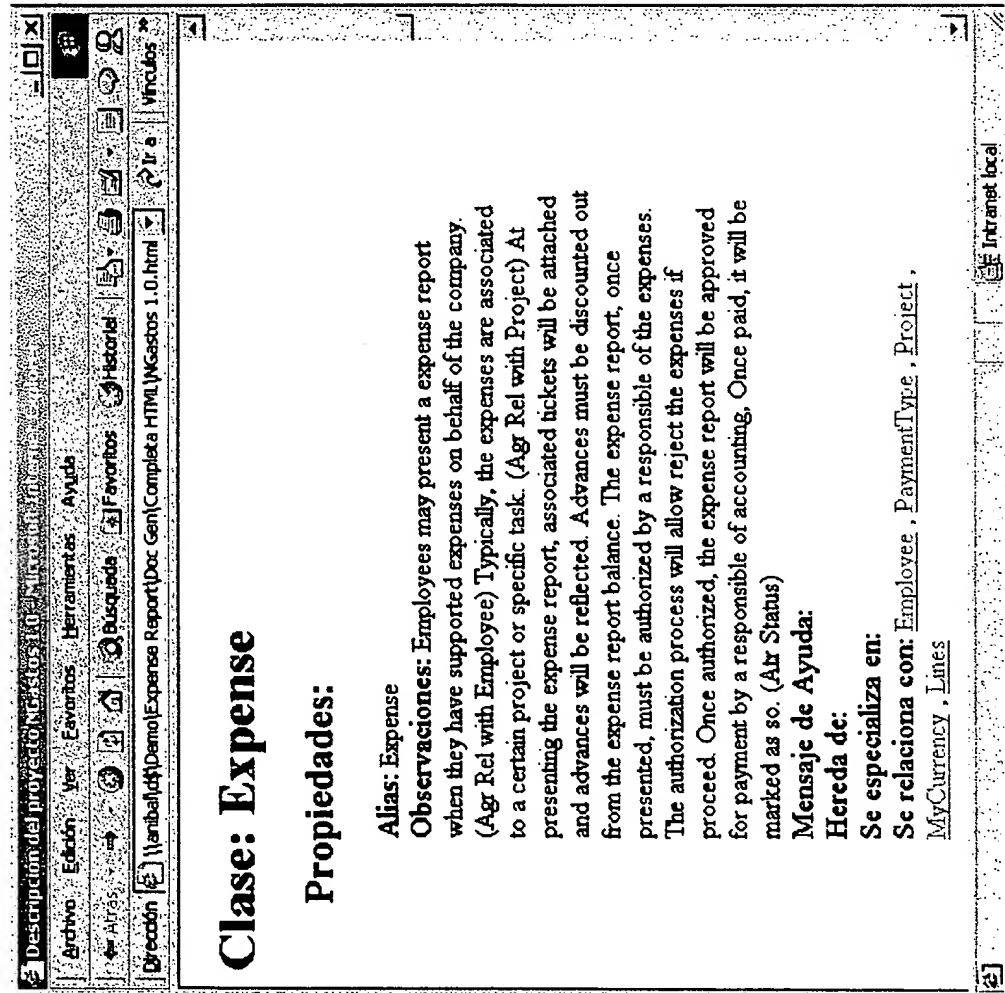 Descripcion del proyecto NGastos 1.0
Archivo Edición Ver Favoritos Herramientas Ayuda
Atrás Búsqueda Favoritos Historial
Dirección \\anibal\d$\Demo\Expense Report\Doc Gen\Completa HTML\NGastos 1.0.html Ir a Vínculos »
Clase: Expense
Propiedades:
Alias: Expense
Observaciones: Employees may present a expense report
when they have supported expenses on behalf of the company.
(Agr Rel with Employee) Typically, the expenses are associated
to a certain project or specific task. (Agr Rel with Project) At
presenting the expense report, associated tickets will be attached
and advances will be reflected. Advances must be discounted out
from the expense report balance. The expense report, once
presented, must be authorized by a responsible of the expenses.
The authorization process will allow reject the expenses if
proceed. Once authorized, the expense report will be approved
for payment by a responsible of accounting, Once paid, it will be
marked as so. (Atr Status)
Mensaje de Ayuda:
Hereda de:
Se especializa en:
Se relaciona con: Employee , PaymentType , Project ,
MyCurrency , Lines
Intranet local